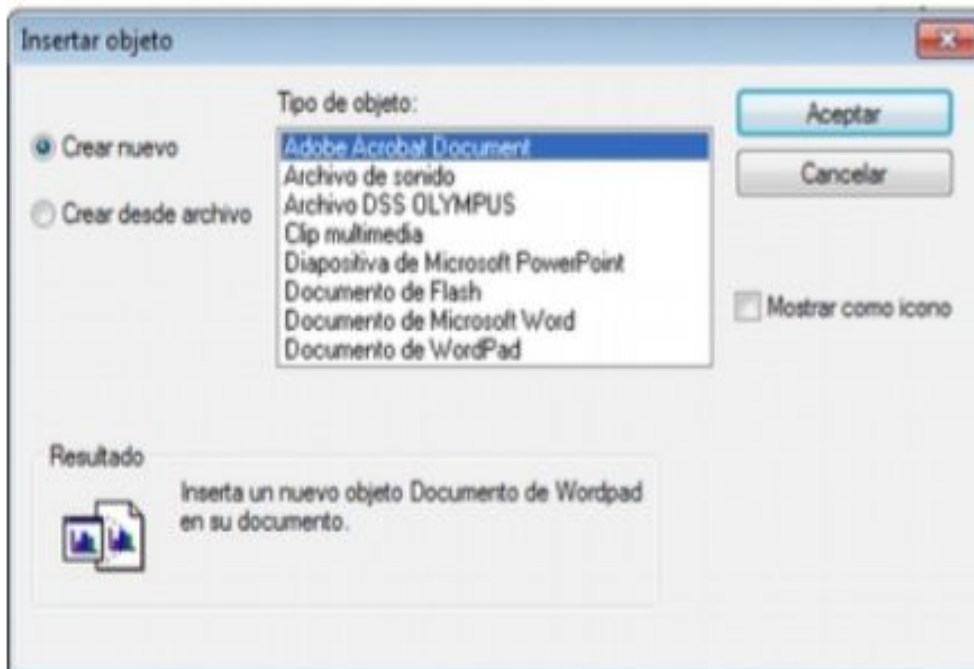 Insertar objeto
Tipo de objeto:
Crear nuevo
Crear desde archivo
Adobe Acrobat Document
Archivo de sonido
Archivo DSS OLYMPUS
Clip multimedia
Diapositiva de Microsoft PowerPoint
Documento de Flash
Documento de Microsoft Word
Documento de WordPad
Aceptar
Cancelar
Mostrar como icono
Resultado
Inserta un nuevo objeto Documento de Wordpad
en su documento.